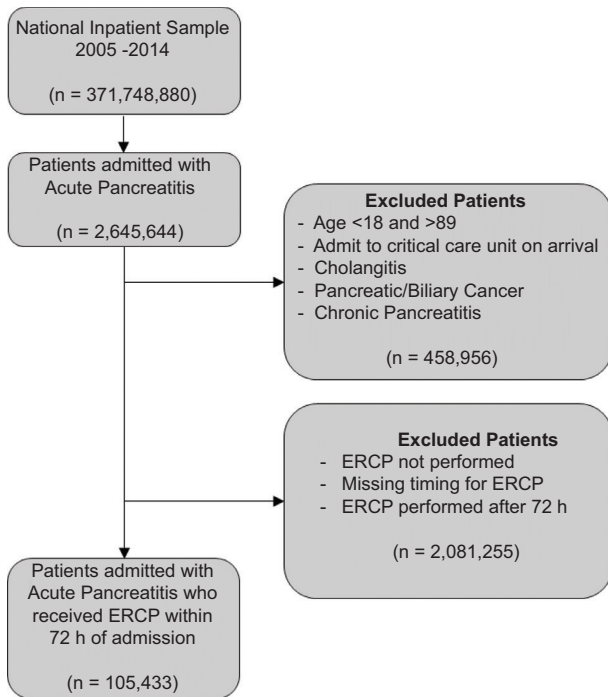 National Inpatient Sample
2005 -2014
(n = 371,748,880)
Patients admitted with
Acute Pancreatitis
(n = 2,645,644)
Excluded Patients
- Age <18 and >89
- Admit to critical care unit on arrival
- Cholangitis
- Pancreatic/Biliary Cancer
- Chronic Pancreatitis
(n = 458,956)
Excluded Patients
- ERCP not performed
- Missing timing for ERCP
- ERCP performed after 72 h
(n = 2,081,255)
Patients admitted with
Acute Pancreatitis who
received ERCP within
72 h of admission
(n = 105,433)